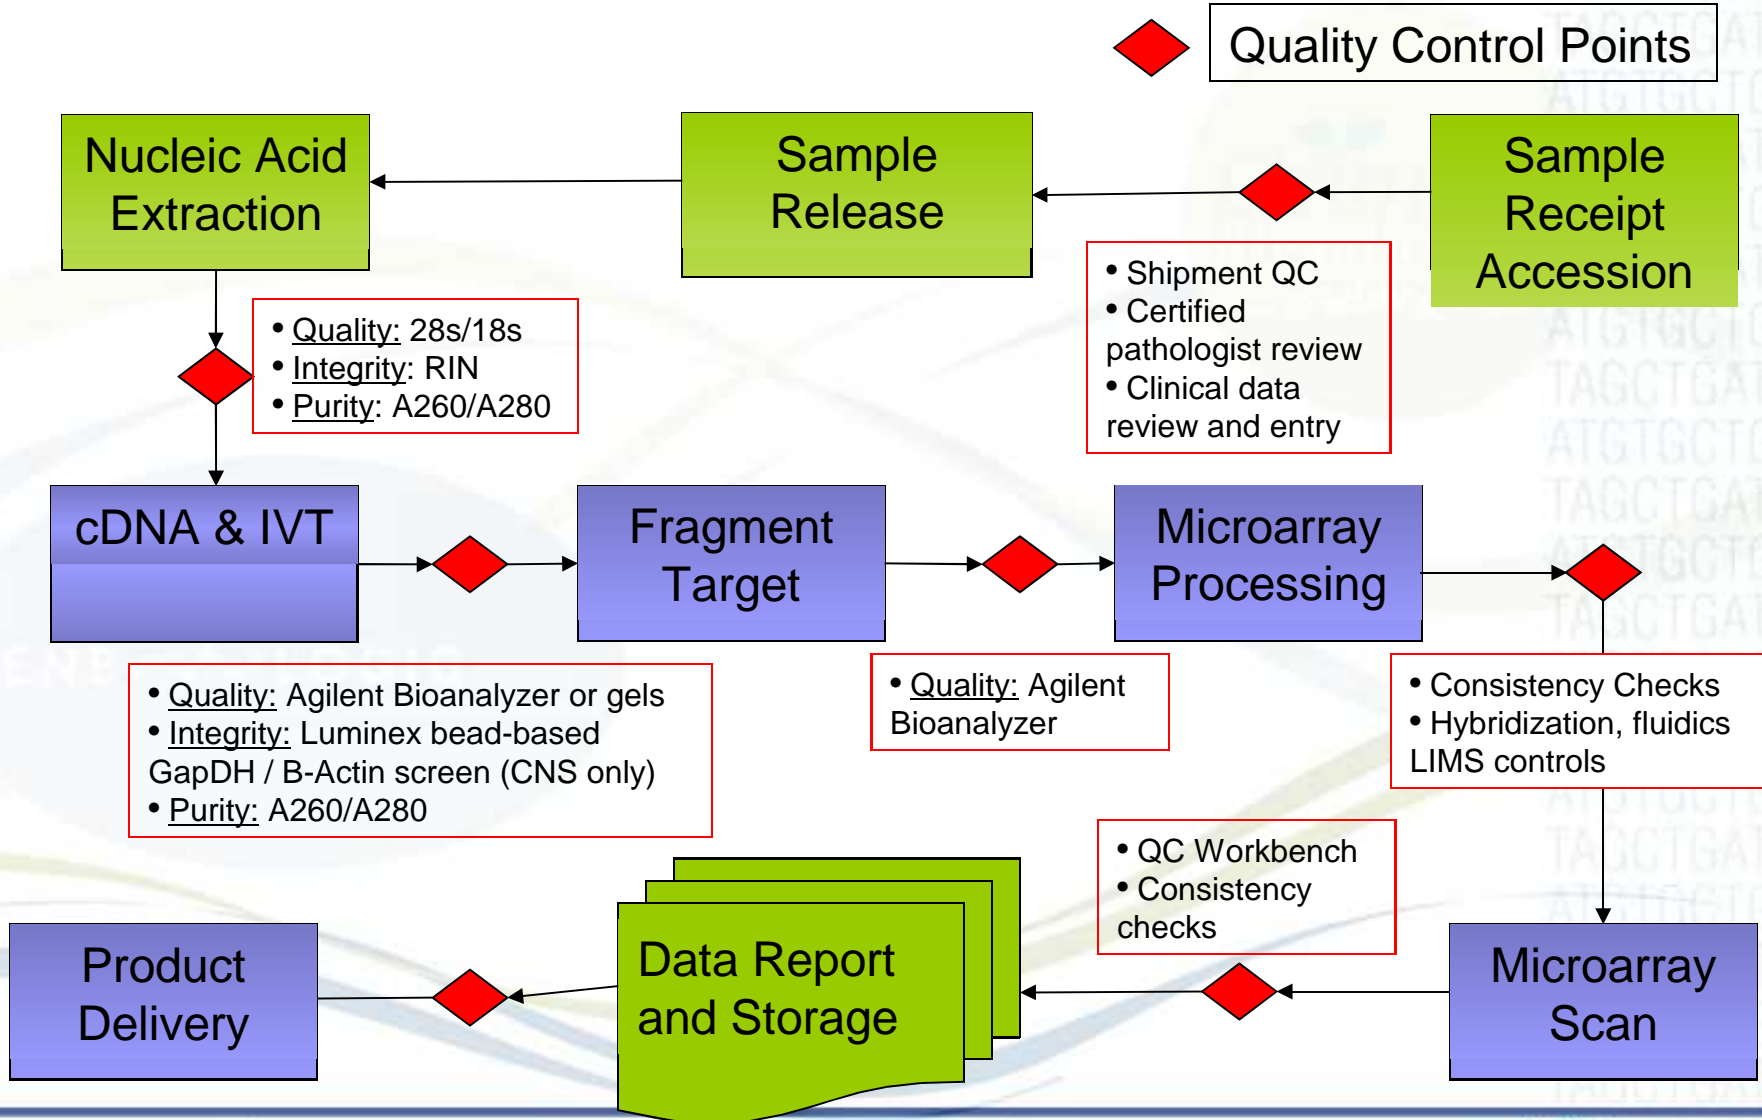 Quality Control Points
Nucleic Acid
Extraction
Sample
Release
Sample
Receipt
Accession
• Shipment QC
• Certified
pathologist review
• Clinical data
review and entry
• Quality: 28s/18s
• Integrity: RIN
• Purity: A260/A280
cDNA & IVT
Fragment
Target
Microarray
Processing
• Quality: Agilent Bioanalyzer or gels
• Integrity: Luminex bead-based
GapDH / B-Actin screen (CNS only)
• Purity: A260/A280
• Quality: Agilent
Bioanalyzer
• Consistency Checks
• Hybridization, fluidics
LIMS controls
• QC Workbench
• Consistency
checks
Product
Delivery
Data Report
and Storage
Microarray
Scan